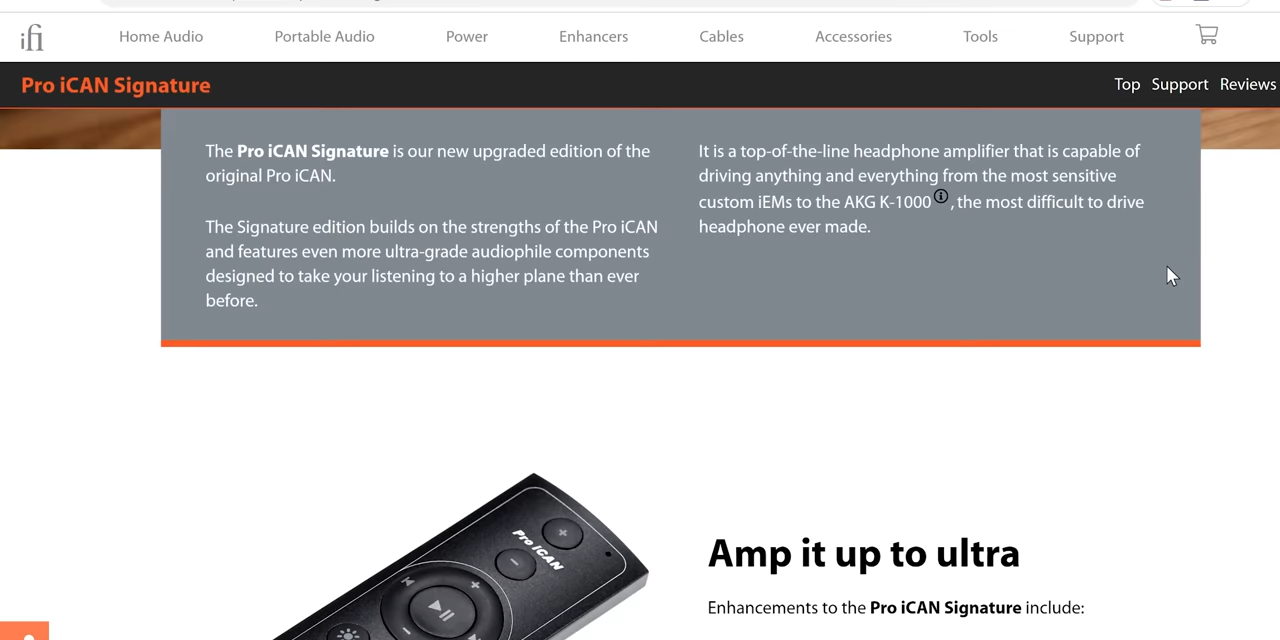 ifi
Home Audio
Portable Audio
Power
Enhancers
Cables
Accessories
Tools
Support
Pro iCAN Signature
Top Support Reviews
The Pro iCAN Signature is our new upgraded edition of the
original Pro iCAN.
The Signature edition builds on the strengths of the Pro iCAN
and features even more ultra-grade audiophile components
designed to take your listening to a higher plane than ever
before.
It is a top-of-the-line headphone amplifier that is capable of
driving anything and everything from the most sensitive
custom iEMs to the AKG K-1000 , the most difficult to drive
headphone ever made.
Pro iCAN
Amp it up to ultra
Enhancements to the Pro iCAN Signature include: